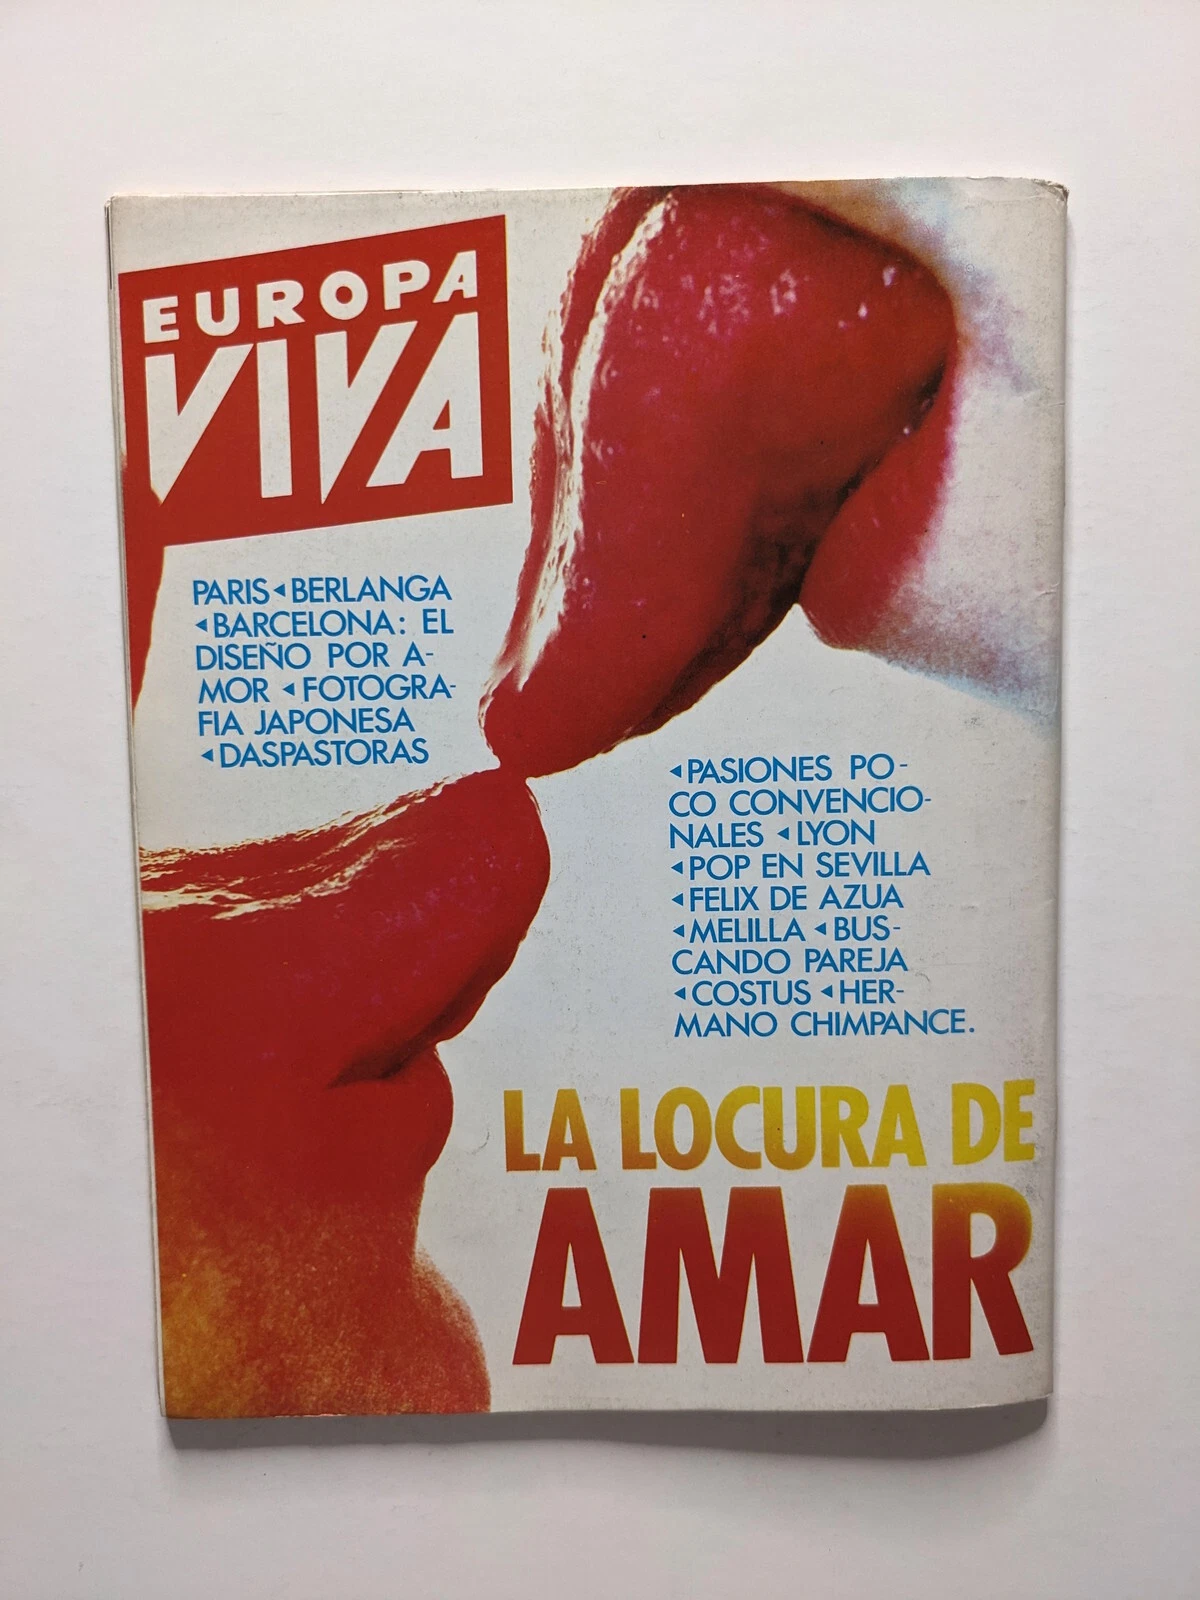 EUROPA
VIVA
PARIS ◂ BERLANGA
◂ BARCELONA: EL
DISEÑO POR A-
MOR ◂ FOTOGRA-
FIA JAPONESA
◂ DASPASTORAS
◂ PASIONES PO-
CO CONVENCIO-
NALES ◂ LYON
◂ POP EN SEVILLA
◂ FELIX DE AZUA
◂ MELILLA ◂ BUS-
CANDO PAREJA
◂ COSTUS ◂ HER-
MANO CHIMPANCE.
LA LOCURA DE
AMAR